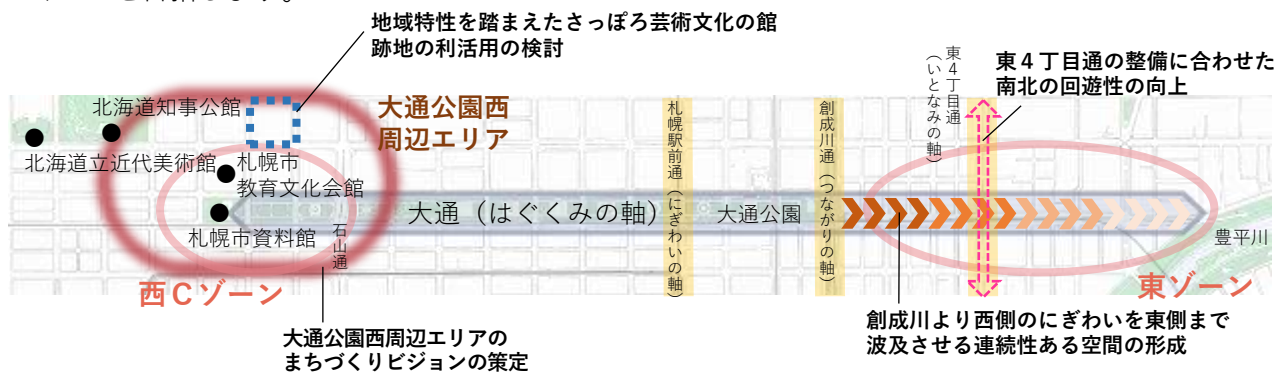 地域特性を踏まえたさっぽろ芸術文化の館
跡地の利活用の検討
東４丁目通
（いとなみの軸）
東４丁目通の整備に合わせた
南北の回遊性の向上
北海道知事公館
大通公園西
周辺エリア
北海道立近代美術館
札幌市
教育文化会館
札幌市資料館
石山通
大通（はぐくみの軸）
札幌駅前通（にぎわいの軸）
大通公園
創成川通（つながりの軸）
豊平川
西Ｃゾーン
東ゾーン
大通公園西周辺エリアの
まちづくりビジョンの策定
創成川より西側のにぎわいを東側まで
波及させる連続性ある空間の形成